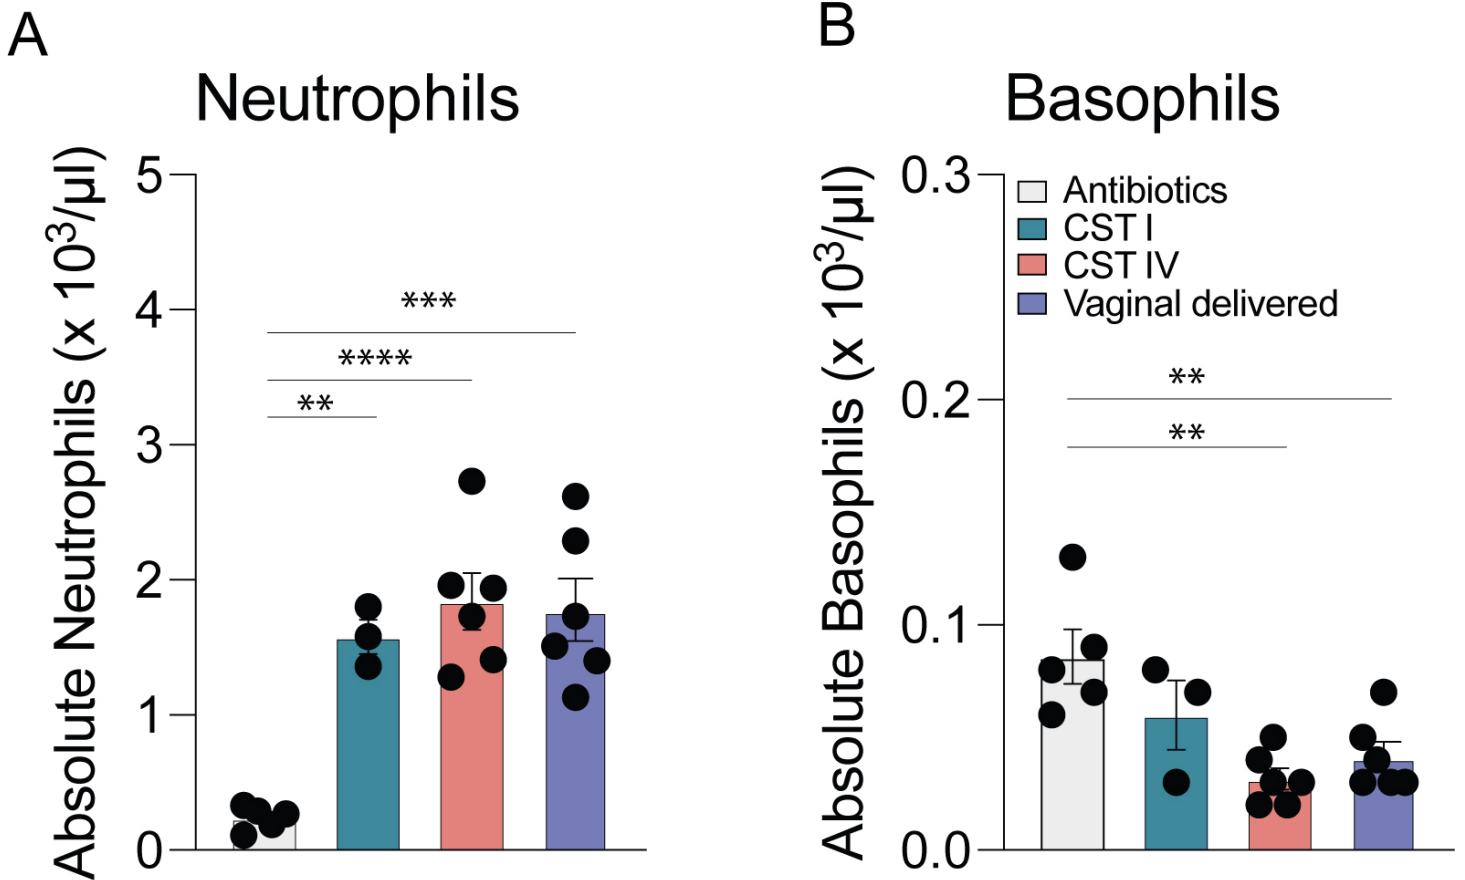 A
Neutrophils
Absolute Neutrophils (x 10³/µl)
5
4
3
2
1
0
***
****
**
B
Basophils
Absolute Basophils (x 10³/µl)
0.3
0.2
0.1
0.0
Antibiotics
CST I
CST IV
Vaginal delivered
**
**